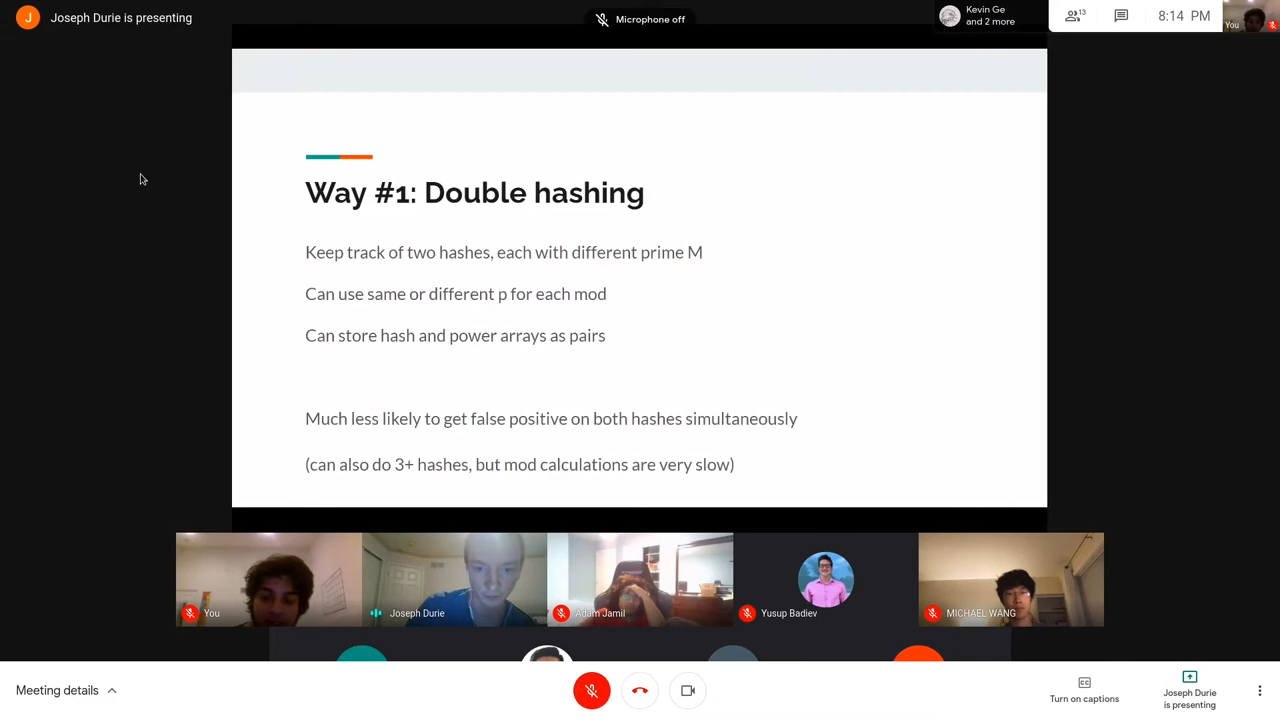 J
Joseph Durie is presenting
Microphone off
Kevin Ge
and 2 more
13
8:14 PM
You
Way #1: Double hashing
Keep track of two hashes, each with different prime M
Can use same or different p for each mod
Can store hash and power arrays as pairs
Much less likely to get false positive on both hashes simultaneously
(can also do 3+ hashes, but mod calculations are very slow)
You
Joseph Durie
Adam Jamil
Yusup Badiev
MICHAEL WANG
Meeting details
CC
Turn on captions
Joseph Durie
is presenting